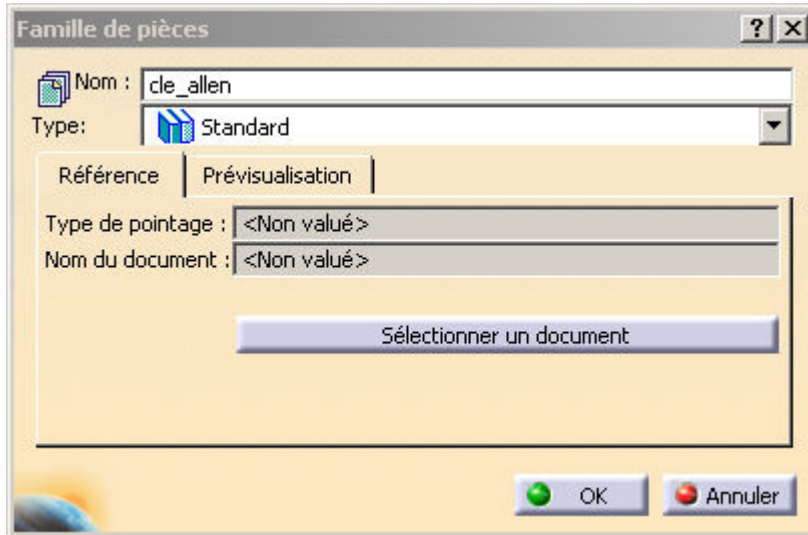 Famille de pièces ? X
Nom : cle_allen
Type: Standard
Référence Prévisualisation
Type de pointage : <Non valué>
Nom du document : <Non valué>
Sélectionner un document
OK Annuler